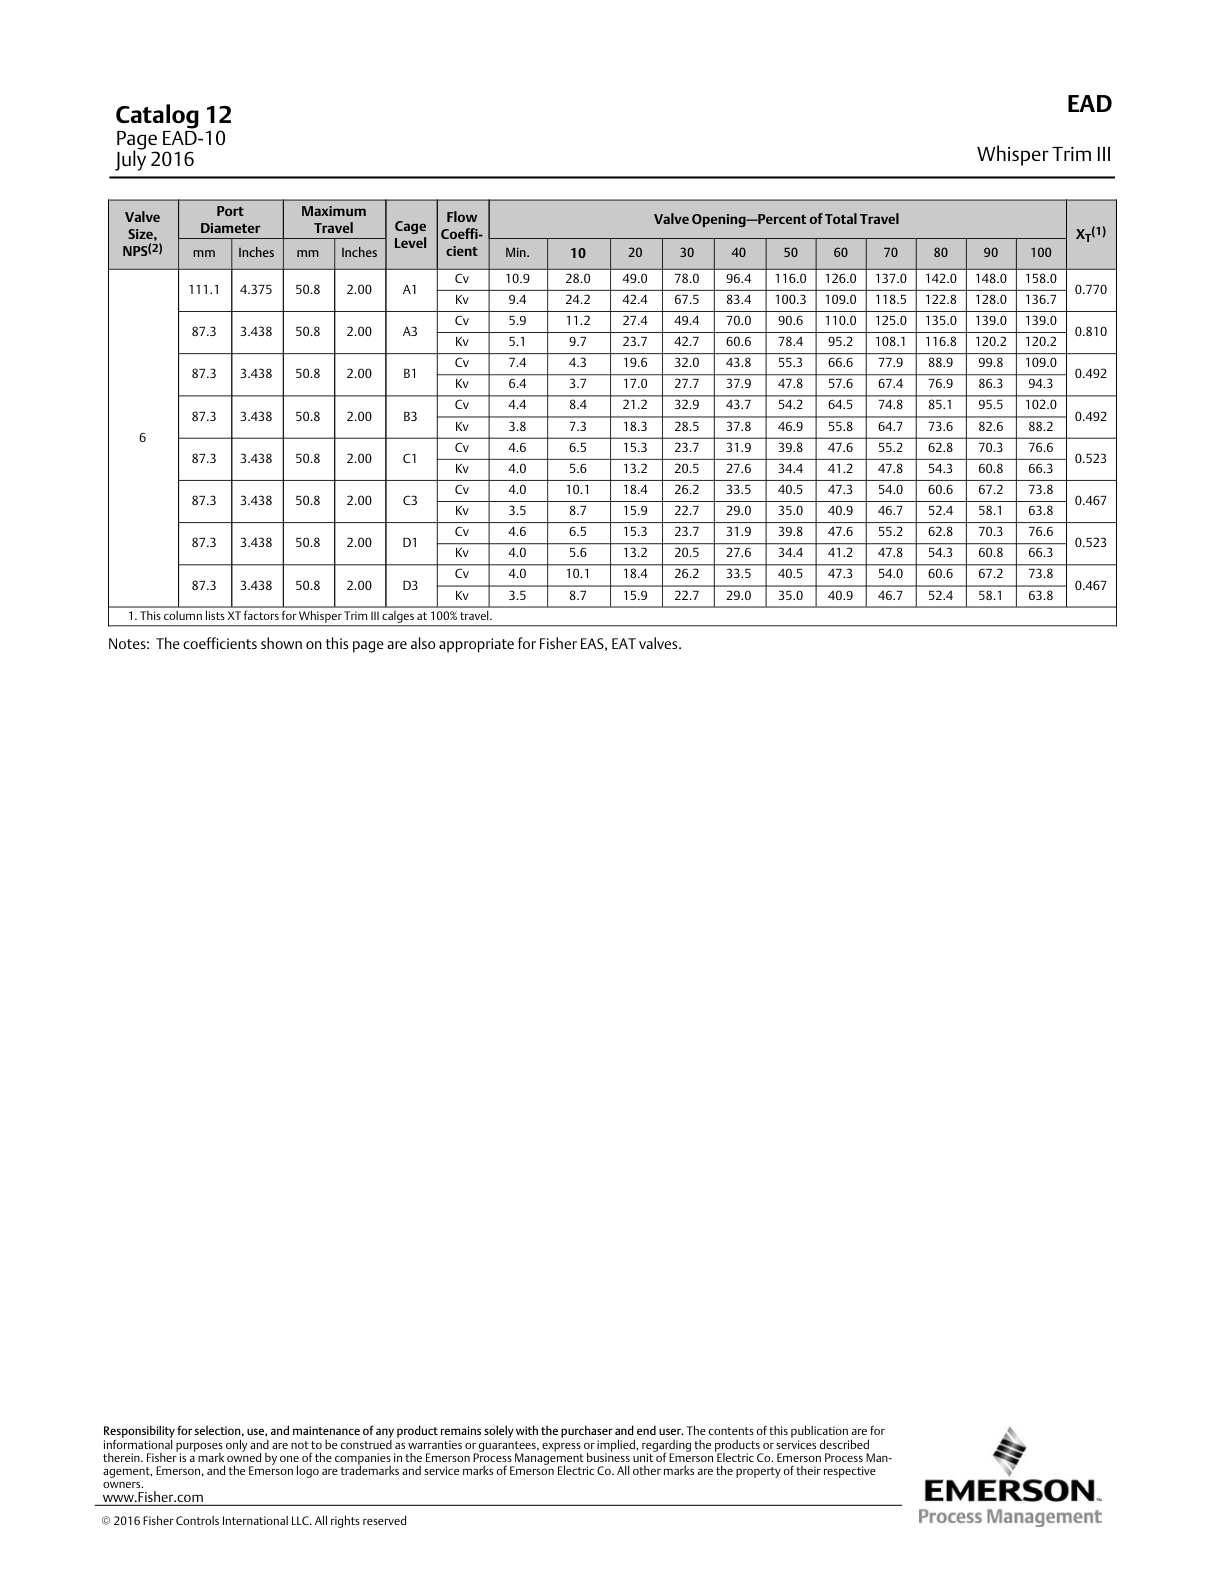 Catalog 12
Page EAD-10
July 2016
EAD
Whisper Trim III
Valve Size, NPS(2) Port Diameter Maximum Travel Cage Level Flow Coeffi-cient Valve Opening—Percent of Total Travel XT(1)
mm Inches mm Inches Min. 10 20 30 40 50 60 70 80 90 100
6
111.1 4.375 50.8 2.00 A1 Cv 10.9 28.0 49.0 78.0 96.4 116.0 126.0 137.0 142.0 148.0 158.0 0.770
Kv 9.4 24.2 42.4 67.5 83.4 100.3 109.0 118.5 122.8 128.0 136.7
87.3 3.438 50.8 2.00 A3 Cv 5.9 11.2 27.4 49.4 70.0 90.6 110.0 125.0 135.0 139.0 139.0 0.810
Kv 5.1 9.7 23.7 42.7 60.6 78.4 95.2 108.1 116.8 120.2 120.2
87.3 3.438 50.8 2.00 B1 Cv 7.4 4.3 19.6 32.0 43.8 55.3 66.6 77.9 88.9 99.8 109.0 0.492
Kv 6.4 3.7 17.0 27.7 37.9 47.8 57.6 67.4 76.9 86.3 94.3
87.3 3.438 50.8 2.00 B3 Cv 4.4 8.4 21.2 32.9 43.7 54.2 64.5 74.8 85.1 95.5 102.0 0.492
Kv 3.8 7.3 18.3 28.5 37.8 46.9 55.8 64.7 73.6 82.6 88.2
87.3 3.438 50.8 2.00 C1 Cv 4.6 6.5 15.3 23.7 31.9 39.8 47.6 55.2 62.8 70.3 76.6 0.523
Kv 4.0 5.6 13.2 20.5 27.6 34.4 41.2 47.8 54.3 60.8 66.3
87.3 3.438 50.8 2.00 C3 Cv 4.0 10.1 18.4 26.2 33.5 40.5 47.3 54.0 60.6 67.2 73.8 0.467
Kv 3.5 8.7 15.9 22.7 29.0 35.0 40.9 46.7 52.4 58.1 63.8
87.3 3.438 50.8 2.00 D1 Cv 4.6 6.5 15.3 23.7 31.9 39.8 47.6 55.2 62.8 70.3 76.6 0.523
Kv 4.0 5.6 13.2 20.5 27.6 34.4 41.2 47.8 54.3 60.8 66.3
87.3 3.438 50.8 2.00 D3 Cv 4.0 10.1 18.4 26.2 33.5 40.5 47.3 54.0 60.6 67.2 73.8 0.467
Kv 3.5 8.7 15.9 22.7 29.0 35.0 40.9 46.7 52.4 58.1 63.8
1. This column lists XT factors for Whisper Trim III calges at 100% travel.
Notes: The coefficients shown on this page are also appropriate for Fisher EAS, EAT valves.
Responsibility for selection, use, and maintenance of any product remains solely with the purchaser and end user. The contents of this publication are for
informational purposes only and are not to be construed as warranties or guarantees, express or implied, regarding the products or services described
therein. Fisher is a mark owned by one of the companies in the Emerson Process Management business unit of Emerson Electric Co. Emerson Process Man-
agement, Emerson, and the Emerson logo are trademarks and service marks of Emerson Electric Co. All other marks are the property of their respective
owners.
www.Fisher.com
© 2016 Fisher Controls International LLC. All rights reserved
EMERSON™
Process Management